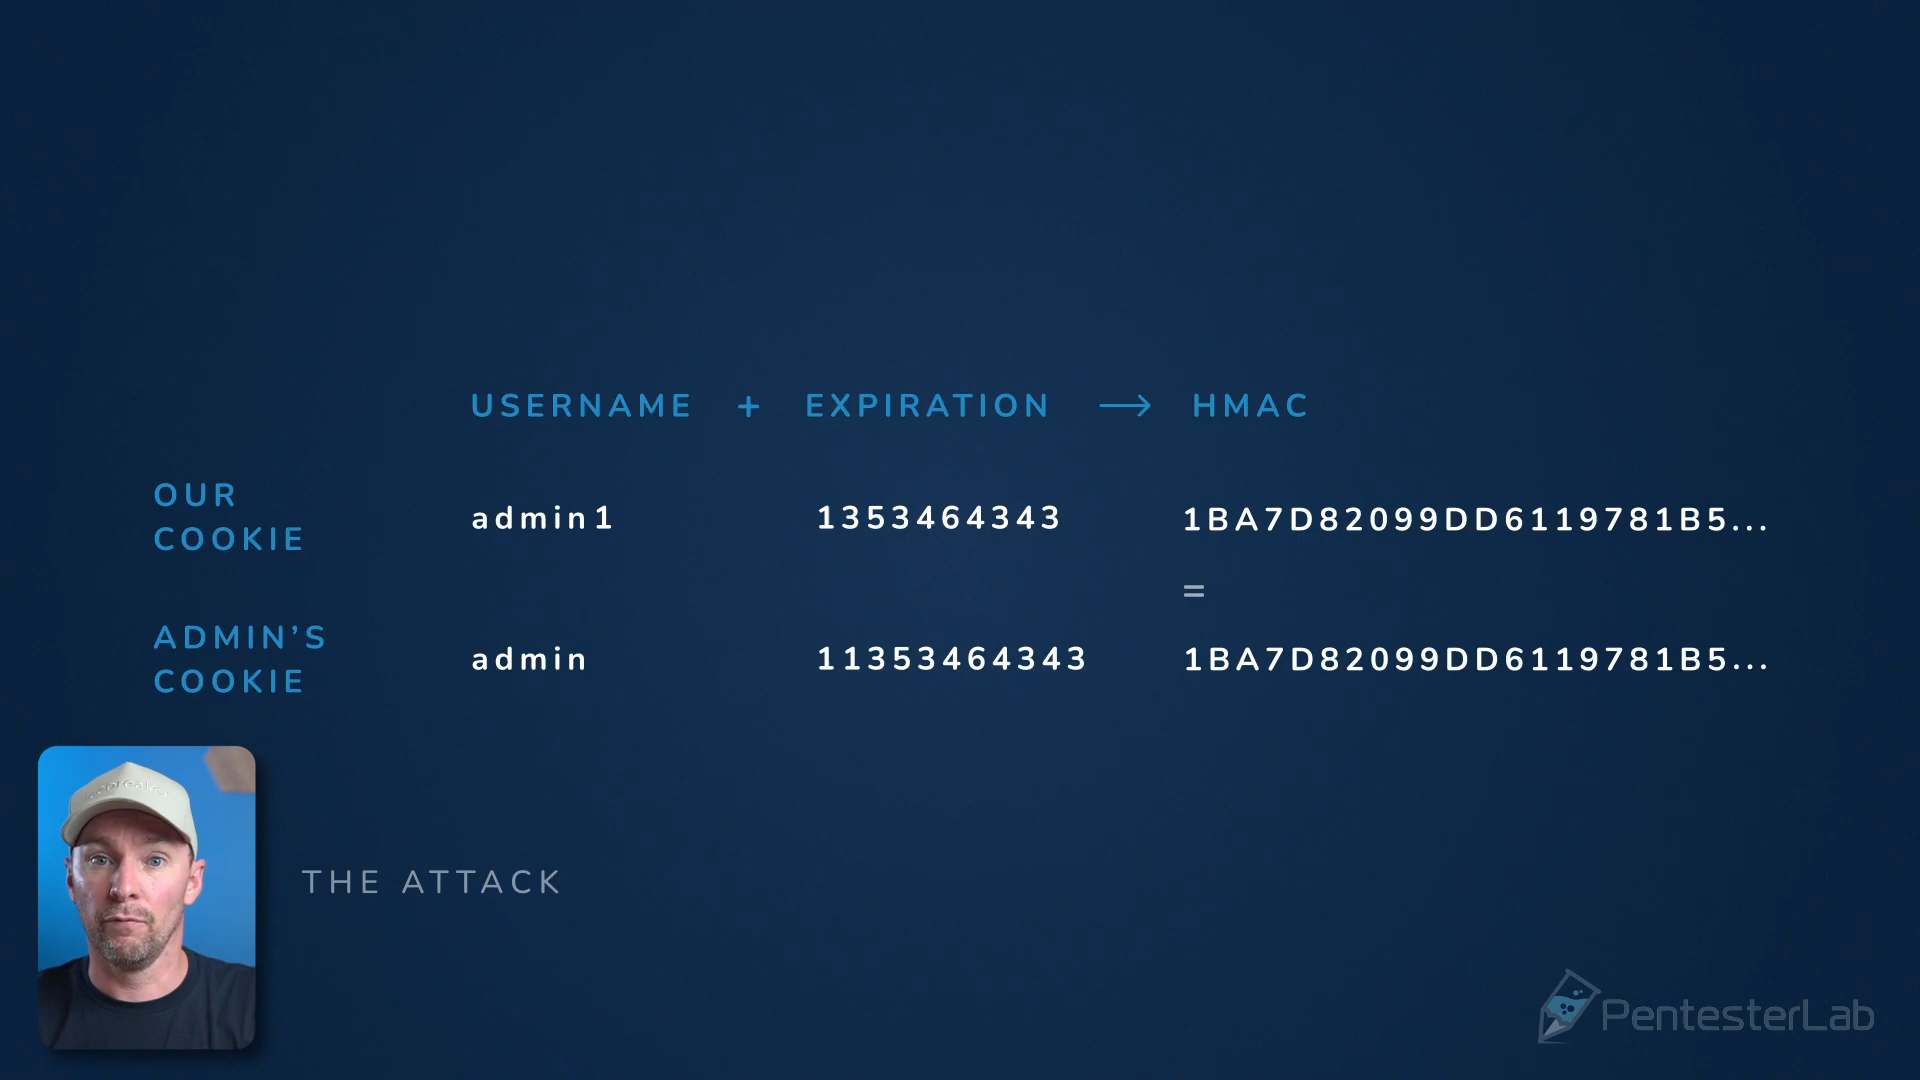 USERNAME + EXPIRATION → HMAC
OUR
COOKIE
admin1 1353464343 1BA7D82099DD6119781B5...
=
ADMIN’S
COOKIE
admin 11353464343 1BA7D82099DD6119781B5...
THE ATTACK
PentesterLab